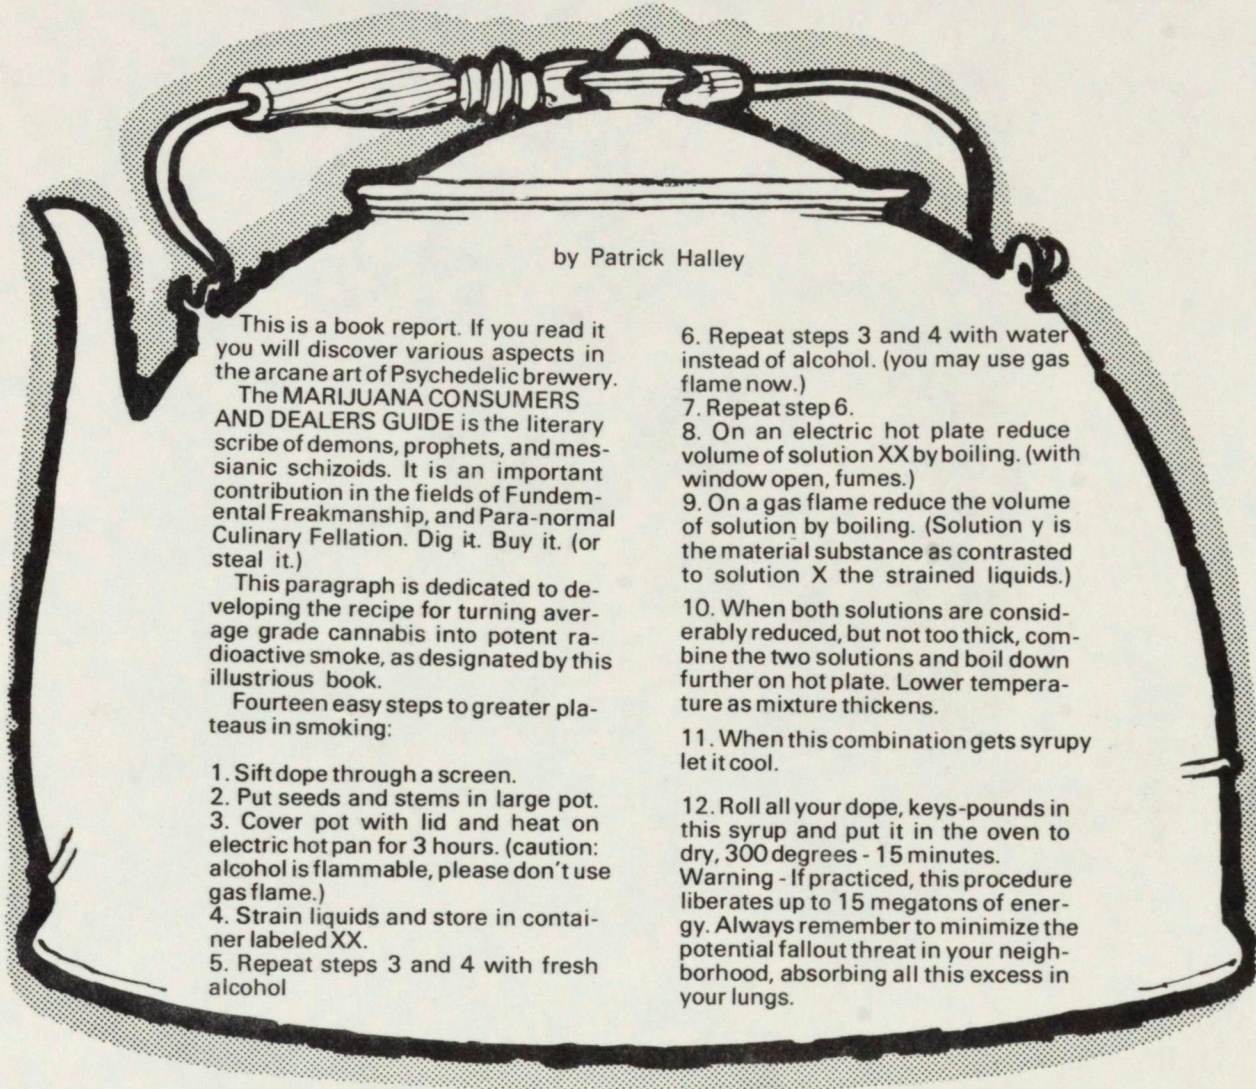 by Patrick Halley
This is a book report. If you read it
you will discover various aspects in
the arcane art of Psychedelic brewery.
The MARIJUANA CONSUMERS
AND DEALERS GUIDE is the literary
scribe of demons, prophets, and mes-
sianic schizoids. It is an important
contribution in the fields of Fundem-
ental Freakmanship, and Para-normal
Culinary Fellation. Dig it. Buy it. (or
steal it.)
This paragraph is dedicated to de-
veloping the recipe for turning aver-
age grade cannabis into potent ra-
dioactive smoke, as designated by this
illustrious book.
Fourteen easy steps to greater pla-
teaus in smoking:
1. Sift dope through a screen.
2. Put seeds and stems in large pot.
3. Cover pot with lid and heat on
electric hot pan for 3 hours. (caution:
alcohol is flammable, please don't use
gas flame.)
4. Strain liquids and store in contai-
ner labeled XX.
5. Repeat steps 3 and 4 with fresh
alcohol
6. Repeat steps 3 and 4 with water
instead of alcohol. (you may use gas
flame now.)
7. Repeat step 6.
8. On an electric hot plate reduce
volume of solution XX by boiling. (with
window open, fumes.)
9. On a gas flame reduce the volume
of solution by boiling. (Solution y is
the material substance as contrasted
to solution X the strained liquids.)
10. When both solutions are consid-
erably reduced, but not too thick, com-
bine the two solutions and boil down
further on hot plate. Lower tempera-
ture as mixture thickens.
11. When this combination gets syrupy
let it cool.
12. Roll all your dope, keys-pounds in
this syrup and put it in the oven to
dry, 300 degrees - 15 minutes.
Warning - If practiced, this procedure
liberates up to 15 megatons of ener-
gy. Always remember to minimize the
potential fallout threat in your neigh-
borhood, absorbing all this excess in
your lungs.